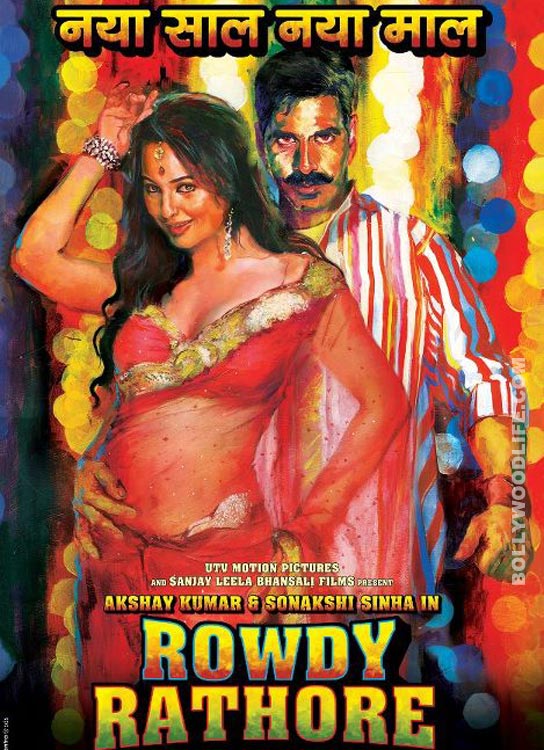 नया साल नया माल
UTV MOTION PICTURES
AND SANJAY LEELA BHANSALI FILMS PRESENT
AKSHAY KUMAR & SONAKSHI SINHA IN
ROWDY
RATHORE
BOLLYWOODLIFE.COM